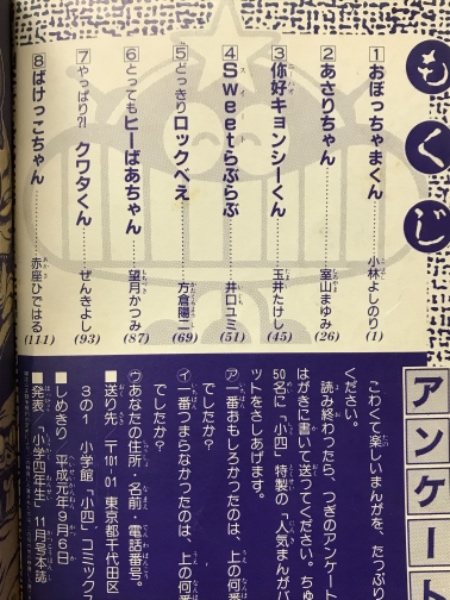 もくじ
1 おぼっちゃまくん 小林よしのり (1)
2 あさりちゃん 室山まゆみ (26)
3 你好キョンシーくん 玉井たけし (45)
4 Sweetらぶらぶ 井口ユミ (51)
5 どっきりロックベえ 方倉陽二 (69)
6 とってもヒーばあちゃん 望月かつみ (87)
7 やっぱり?! クワタくん ぜんきよし (93)
8 ばけっこちゃん 赤座ひではる (111)
アンケート
こわくて楽しいまんがを、たっぷり
ください。
読み終わったら、つぎのアンケート
はがきに書いて送ってください。ちゅ
50名に「小四」特製の「人気まんがバ
ットをさしあげます。
㋐一番おもしろかったのは、上の何番
でしたか?
㋑一番つまらなかったのは、上の何番
でしたか?
㋒あなたの住所・名前・電話番号。
■送り先 〒101 01 東京都千代田区
3の1 小学館「小四」コミックス
■しめきり 平成元年9月6日
■発表「小学四年生」11月号本誌